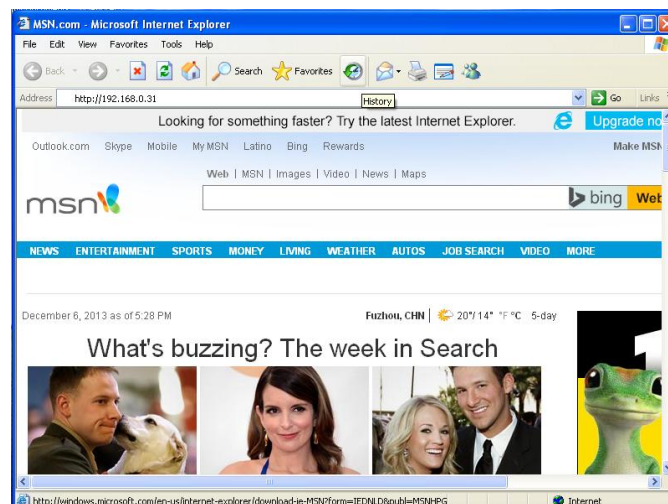 MSN.com - Microsoft Internet Explorer
File Edit View Favorites Tools Help
Back Search Favorites
Address http://192.168.0.31 Go Links
History
Looking for something faster? Try the latest Internet Explorer. Upgrade no
Outlook.com Skype Mobile My MSN Latino Bing Rewards Make MSN
Web | MSN | Images | Video | News | Maps
msn bing Web
NEWS ENTERTAINMENT SPORTS MONEY LIVING WEATHER AUTOS JOB SEARCH VIDEO MORE
December 6, 2013 as of 5:28 PM Fuzhou, CHN | 20°/ 14° °F °C 5-day
What's buzzing? The week in Search
http://windows.microsoft.com/en-us/internet-explorer/download-ie-MSN?form=IEDNLD&publ=MSNHPG Internet